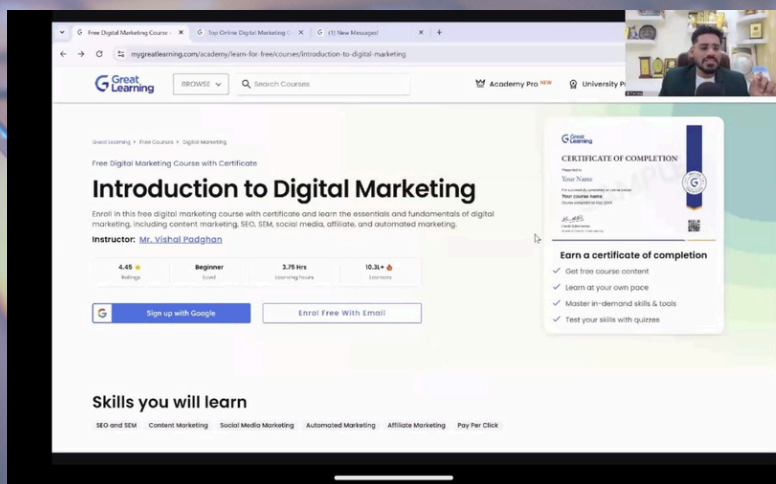 Free Digital Marketing Course
Top Online Digital Marketing C
(1) New Message!
mygreatlearning.com/academy/learn-for-free/courses/introduction-to-digital-marketing
Great
Learning
BROWSE
Search Courses
Academy Pro NEW
University P
Great Learning > Free Courses > Digital Marketing
Free Digital Marketing Course with Certificate
Introduction to Digital Marketing
Enroll in this free digital marketing course with certificate and learn the essentials and fundamentals of digital
marketing, including content marketing, SEO, SEM, social media, affiliate, and automated marketing.
Instructor: Mr. Vishal Padghan
4.45
Ratings
Beginner
Level
3.75 Hrs
Learning hours
10.3L+
Learners
Sign up with Google
Enrol Free With Email
Great
Learning
CERTIFICATE OF COMPLETION
Presented to
Your Name
For successfully completing an online course
Your course name
Earn a certificate of completion
Get free course content
Learn at your own pace
Master in-demand skills & tools
Test your skills with quizzes
Skills you will learn
SEO and SEM Content Marketing Social Media Marketing Automated Marketing Affiliate Marketing Pay Per Click